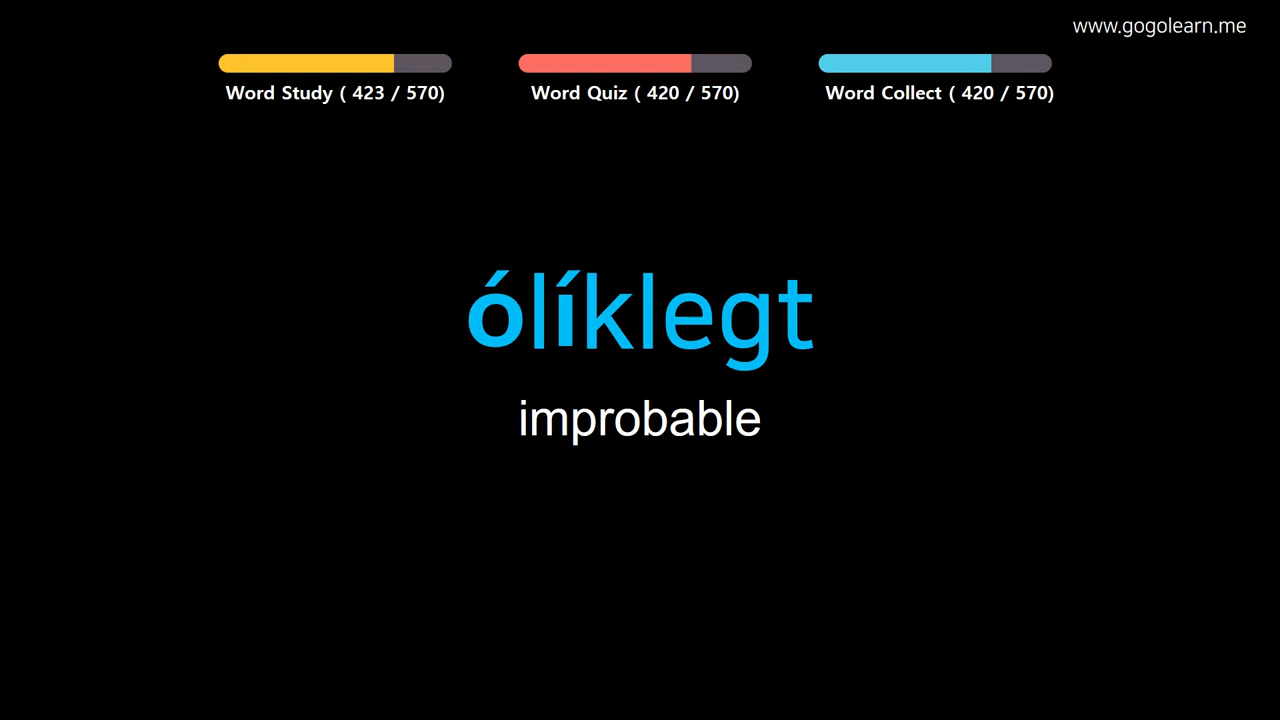 www.gogolearn.me
Word Study ( 423 / 570)
Word Quiz ( 420 / 570)
Word Collect ( 420 / 570)
ólíklegt
improbable